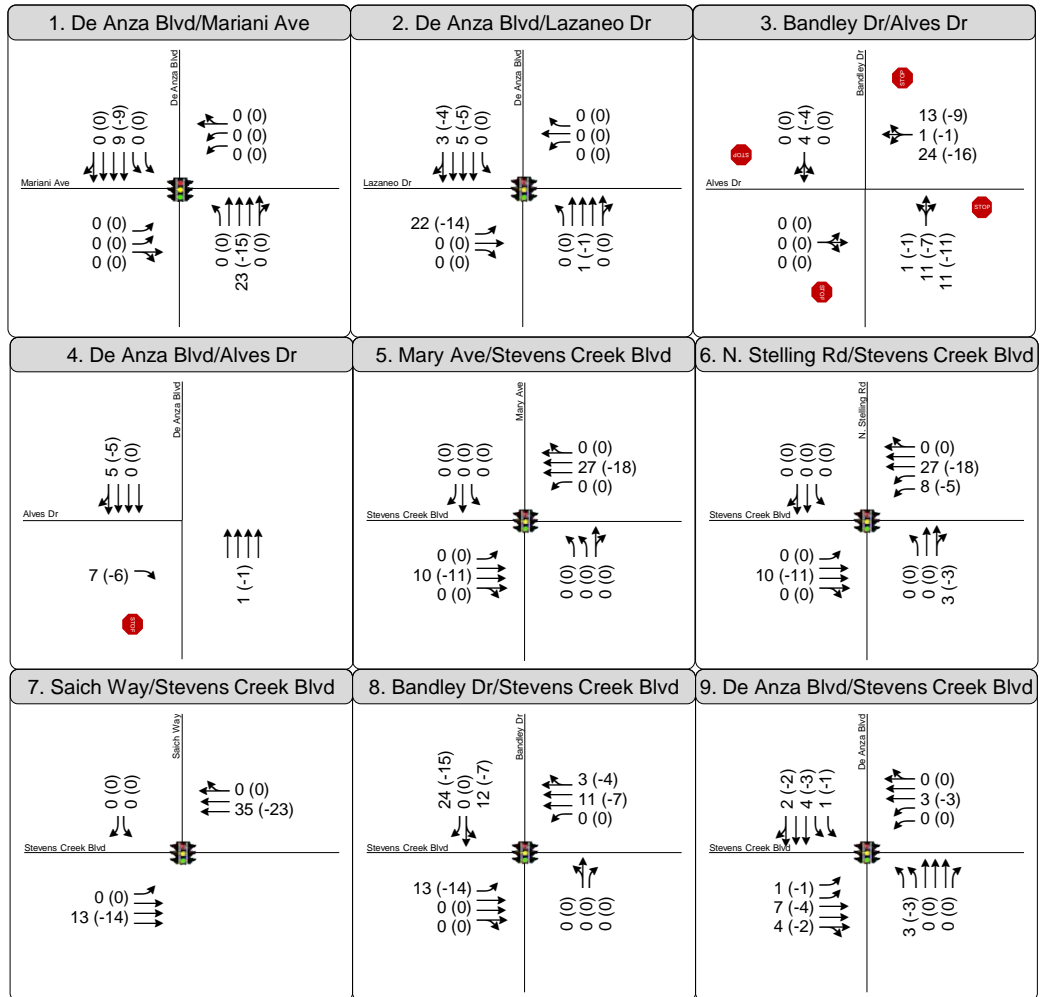 1. De Anza Blvd/Mariani Ave
De Anza Blvd
0 (0)
9 (-9)
0 (0)
0 (0)
0 (0)
0 (0)
Mariani Ave
0 (0)
0 (0)
0 (0)
0 (0)
23 (-15)
0 (0)
2. De Anza Blvd/Lazaneo Dr
De Anza Blvd
3 (-4)
5 (-5)
0 (0)
0 (0)
0 (0)
0 (0)
Lazaneo Dr
22 (-14)
0 (0)
0 (0)
0 (0)
1 (-1)
0 (0)
3. Bandley Dr/Alves Dr
Bandley Dr
STOP
0 (0)
4 (-4)
0 (0)
13 (-9)
1 (-1)
24 (-16)
STOP
Alves Dr
STOP
0 (0)
0 (0)
0 (0)
1 (-1)
11 (-7)
11 (-11)
STOP
4. De Anza Blvd/Alves Dr
De Anza Blvd
5 (-5)
0 (0)
Alves Dr
7 (-6)
1 (-1)
STOP
5. Mary Ave/Stevens Creek Blvd
Mary Ave
0 (0)
0 (0)
0 (0)
0 (0)
27 (-18)
0 (0)
Stevens Creek Blvd
0 (0)
10 (-11)
0 (0)
0 (0)
0 (0)
0 (0)
6. N. Stelling Rd/Stevens Creek Blvd
N. Stelling Rd
0 (0)
0 (0)
0 (0)
0 (0)
27 (-18)
8 (-5)
Stevens Creek Blvd
0 (0)
10 (-11)
0 (0)
0 (0)
0 (0)
3 (-3)
7. Saich Way/Stevens Creek Blvd
Saich Way
0 (0)
0 (0)
0 (0)
35 (-23)
Stevens Creek Blvd
0 (0)
13 (-14)
8. Bandley Dr/Stevens Creek Blvd
Bandley Dr
24 (-15)
0 (0)
12 (-7)
3 (-4)
11 (-7)
0 (0)
Stevens Creek Blvd
13 (-14)
0 (0)
0 (0)
0 (0)
0 (0)
0 (0)
9. De Anza Blvd/Stevens Creek Blvd
De Anza Blvd
2 (-2)
4 (-3)
1 (-1)
0 (0)
3 (-3)
0 (0)
Stevens Creek Blvd
1 (-1)
7 (-4)
4 (-2)
3 (-3)
0 (0)
0 (0)